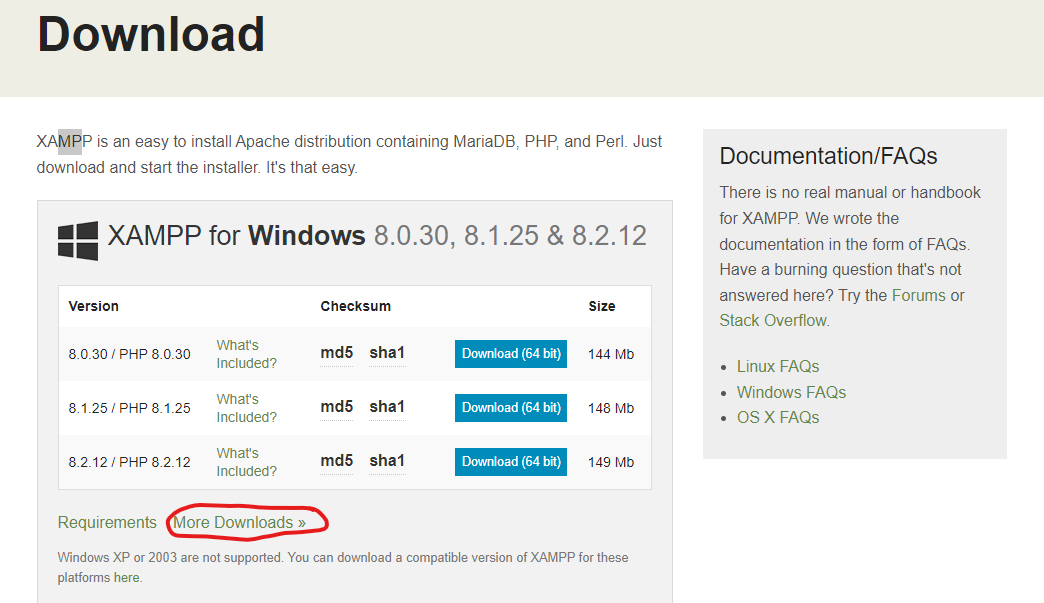 Download
XAMPP is an easy to install Apache distribution containing MariaDB, PHP, and Perl. Just
download and start the installer. It's that easy.
XAMPP for Windows 8.0.30, 8.1.25 & 8.2.12
Version Checksum Size
8.0.30 / PHP 8.0.30 What's Included? md5 sha1 Download (64 bit) 144 Mb
8.1.25 / PHP 8.1.25 What's Included? md5 sha1 Download (64 bit) 148 Mb
8.2.12 / PHP 8.2.12 What's Included? md5 sha1 Download (64 bit) 149 Mb
Requirements More Downloads »
Windows XP or 2003 are not supported. You can download a compatible version of XAMPP for these
platforms here.
Documentation/FAQs
There is no real manual or handbook
for XAMPP. We wrote the
documentation in the form of FAQs.
Have a burning question that's not
answered here? Try the Forums or
Stack Overflow.
• Linux FAQs
• Windows FAQs
• OS X FAQs